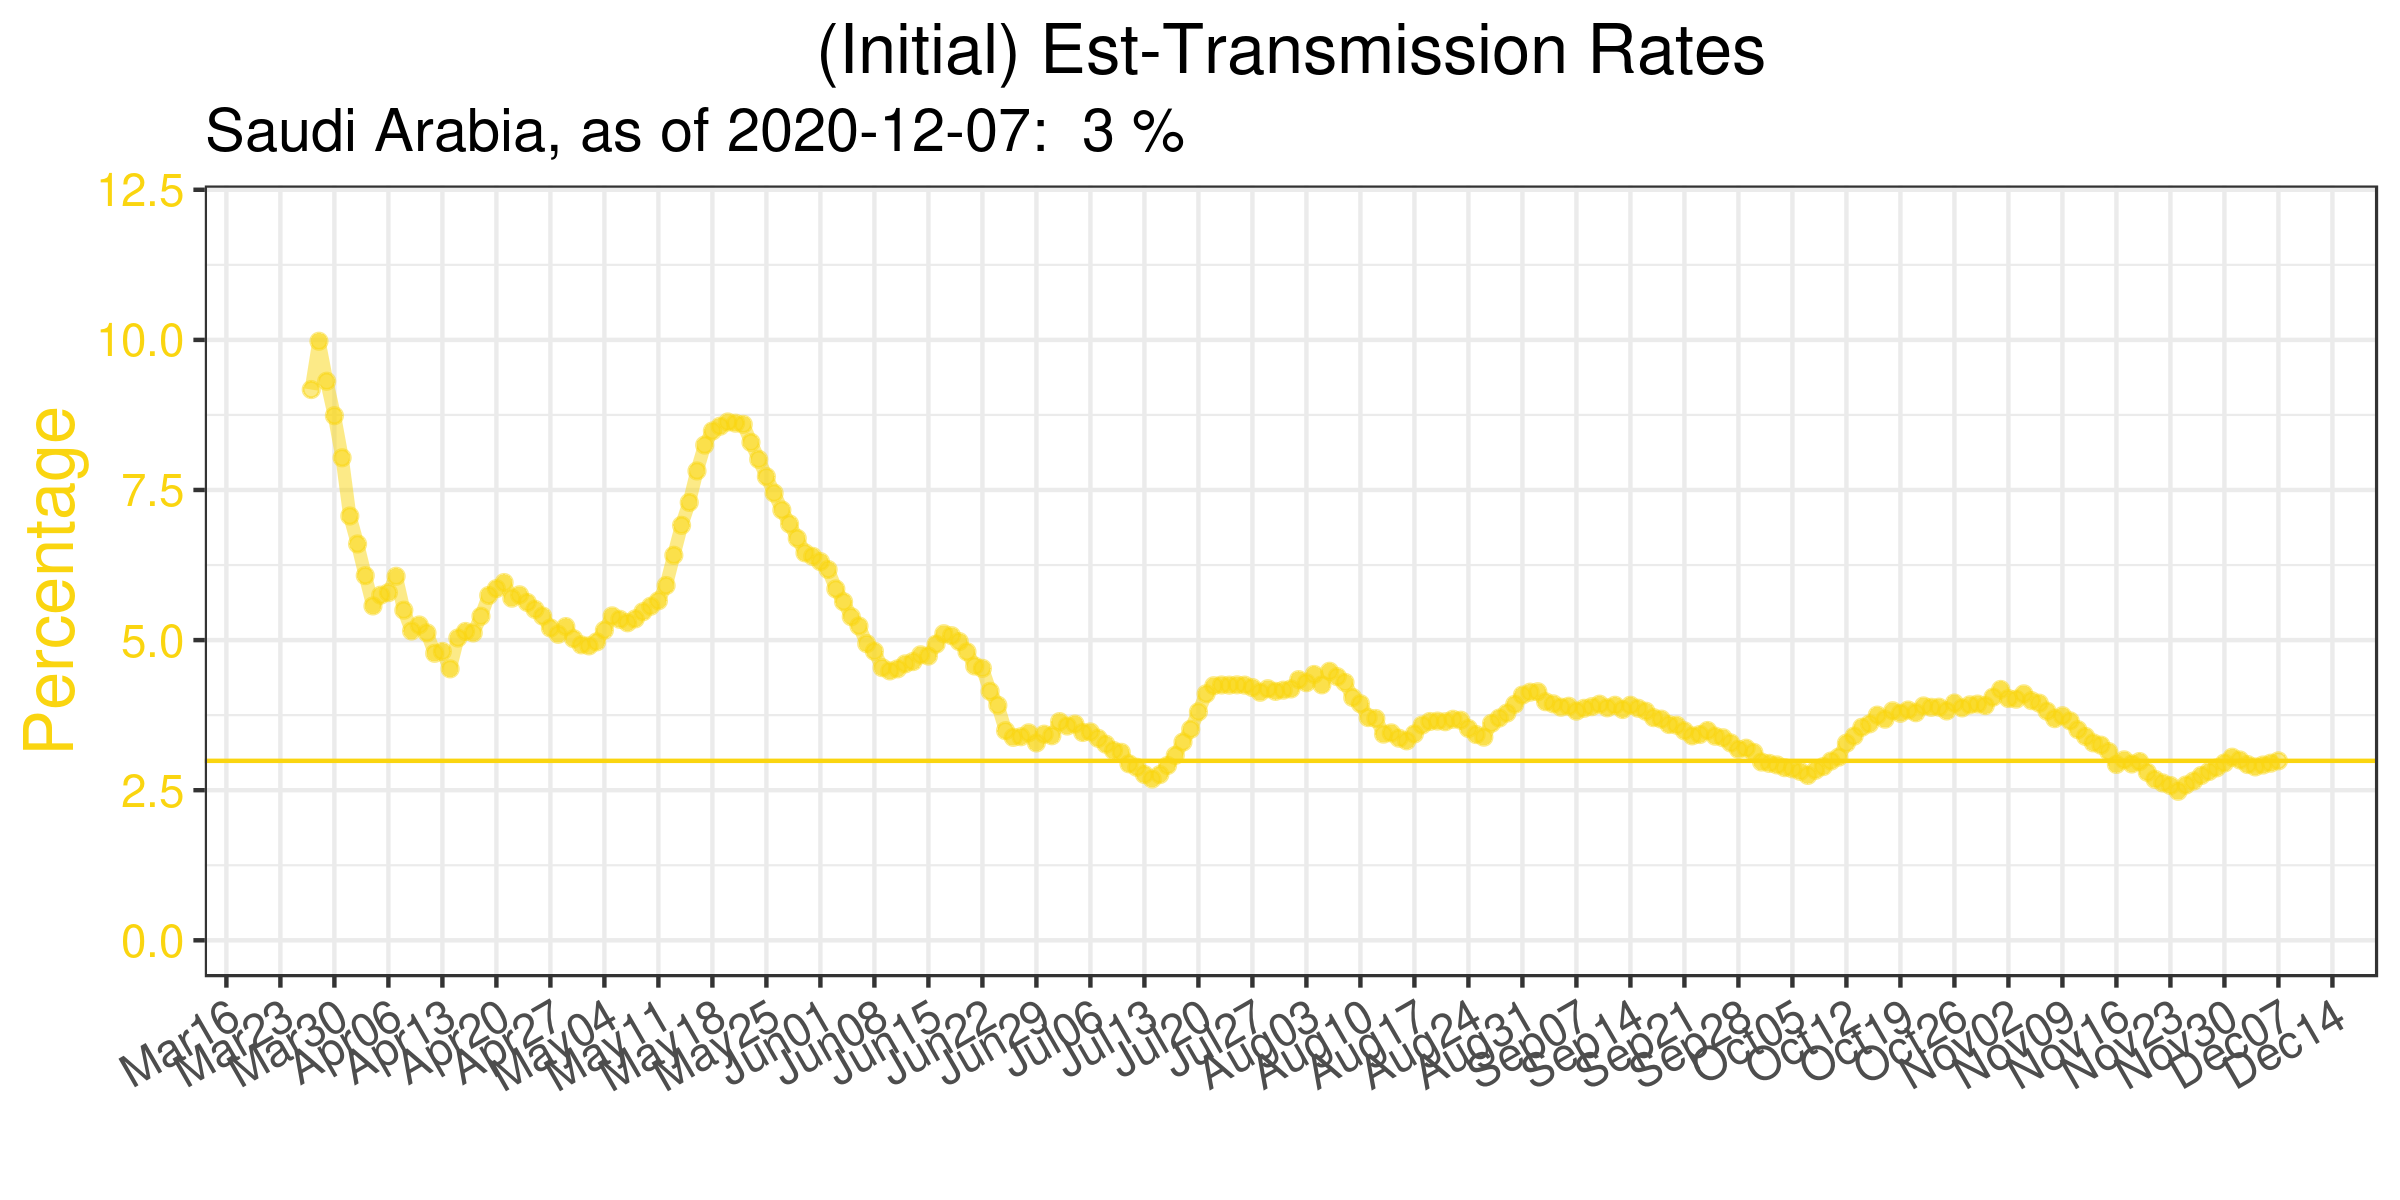 (Initial) Est-Transmission Rates
Saudi Arabia, as of 2020-12-07:  3 %
Percentage
12.5
10.0
7.5
5.0
2.5
0.0
Mar16
Mar23
Mar30
Apr06
Apr13
Apr20
Apr27
May04
May11
May18
May25
Jun01
Jun08
Jun15
Jun22
Jun29
Jul06
Jul13
Jul20
Jul27
Aug03
Aug10
Aug17
Aug24
Aug31
Sep07
Sep14
Sep21
Sep28
Oct05
Oct12
Oct19
Oct26
Nov02
Nov09
Nov16
Nov23
Nov30
Dec07
Dec14